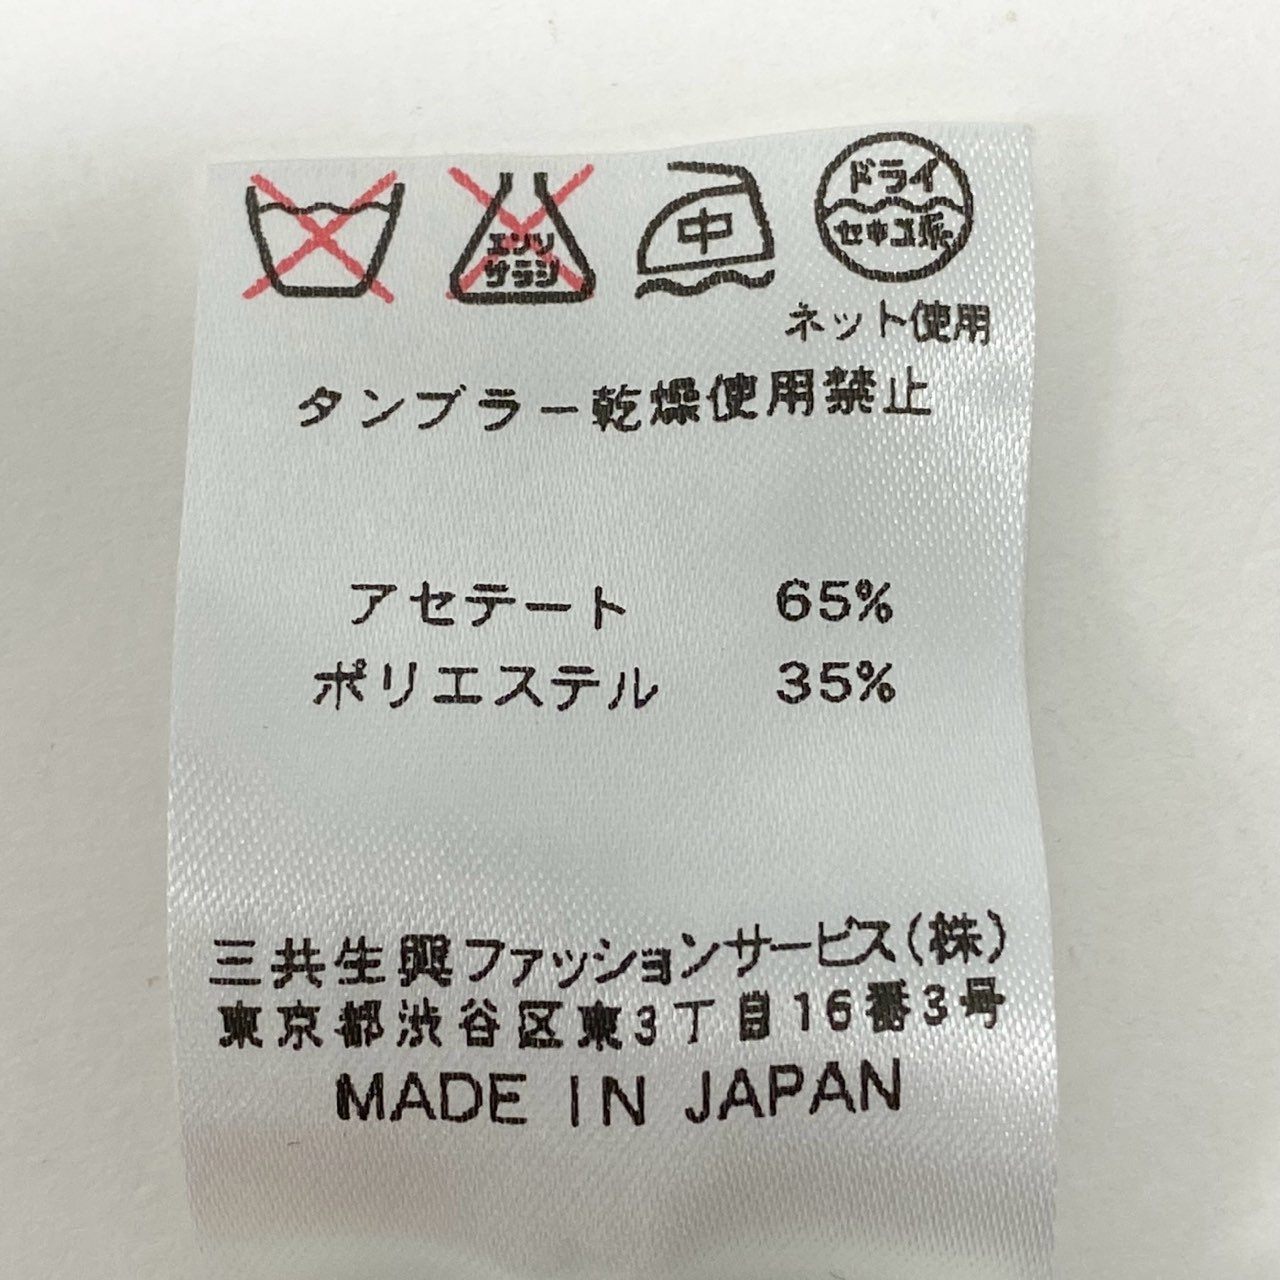 エンソ
サラシ
中
ドライ
セキユ系
ネット使用
タンブラー乾燥使用禁止
アセテート 65%
ポリエステル 35%
三共生興ファッションサービス(株)
東京都渋谷区東3丁目16番3号
MADE IN JAPAN